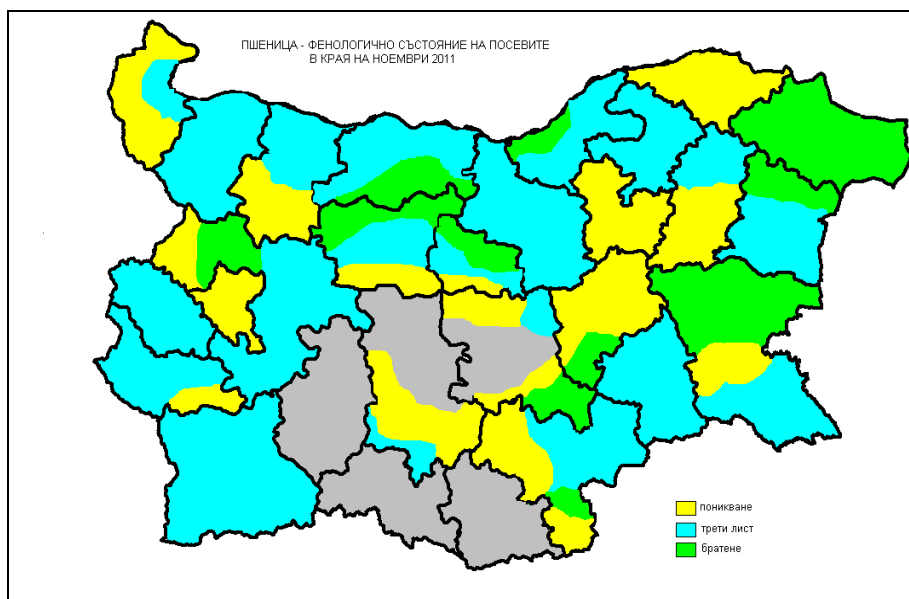 ПШЕНИЦА - ФЕНОЛОГИЧНО СЪСТОЯНИЕ НА ПОСЕВИТЕ
В КРАЯ НА НОЕМВРИ 2011
поникване
трети лист
братене